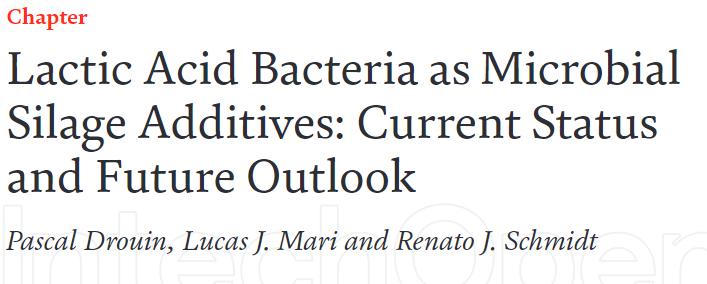 Chapter
Lactic Acid Bacteria as Microbial
Silage Additives: Current Status
and Future Outlook
Pascal Drouin, Lucas J. Mari and Renato J. Schmidt
IntechOpen